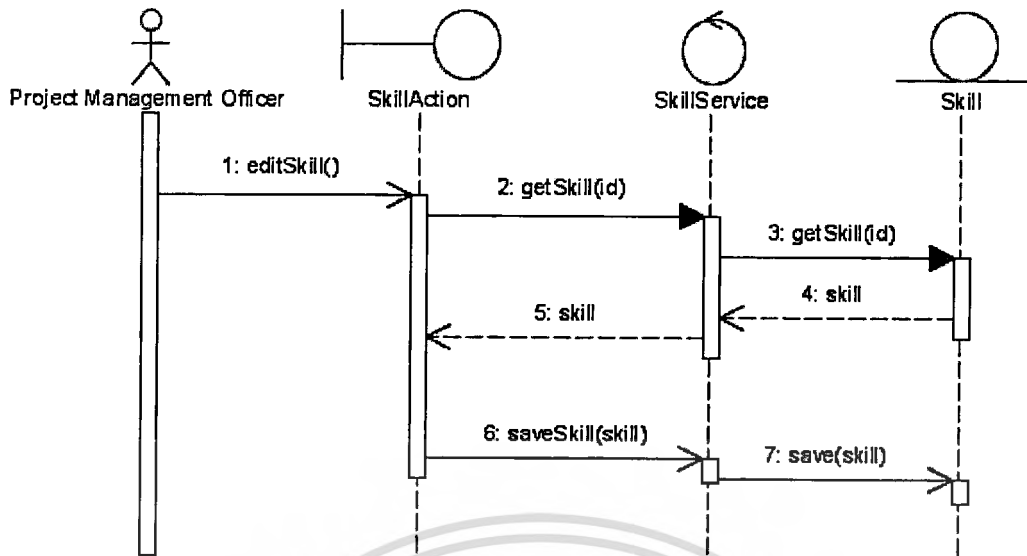 Project Management Officer
SkillAction
SkillService
Skill
1: editSkill()
2: getSkill(id)
3: getSkill(id)
4: skill
5: skill
6: saveSkill(skill)
7: save(skill)